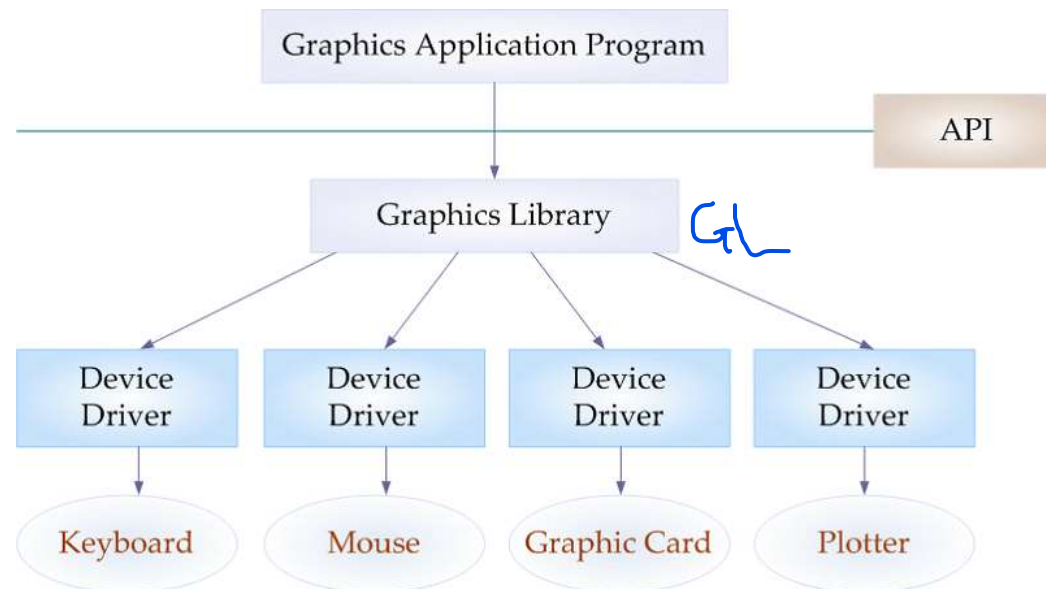 Graphics Application Program
API
Graphics Library
GL
Device
Driver
Device
Driver
Device
Driver
Device
Driver
Keyboard
Mouse
Graphic Card
Plotter